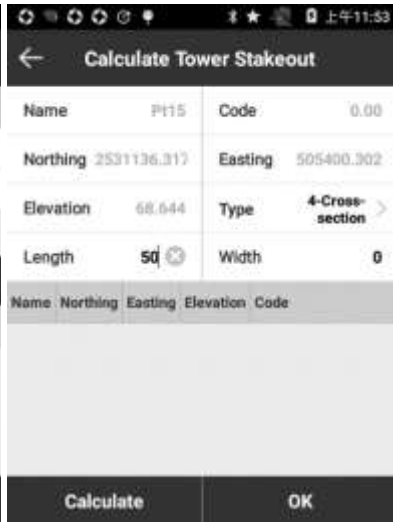 上午11:53
Calculate Tower Stakeout
Name Pt15 Code 0.00
Northing 2531136.317 Easting 505400.302
Elevation 68.644 Type 4-Cross-section
Length 50 Width 0
Name Northing Easting Elevation Code
Calculate OK